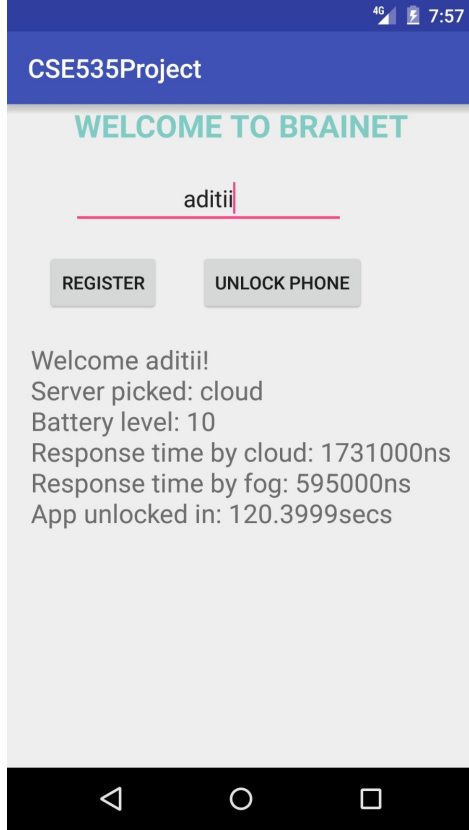 4G 7:57
CSE535Project
WELCOME TO BRAINET
aditii
REGISTER UNLOCK PHONE
Welcome aditii!
Server picked: cloud
Battery level: 10
Response time by cloud: 1731000ns
Response time by fog: 595000ns
App unlocked in: 120.3999secs